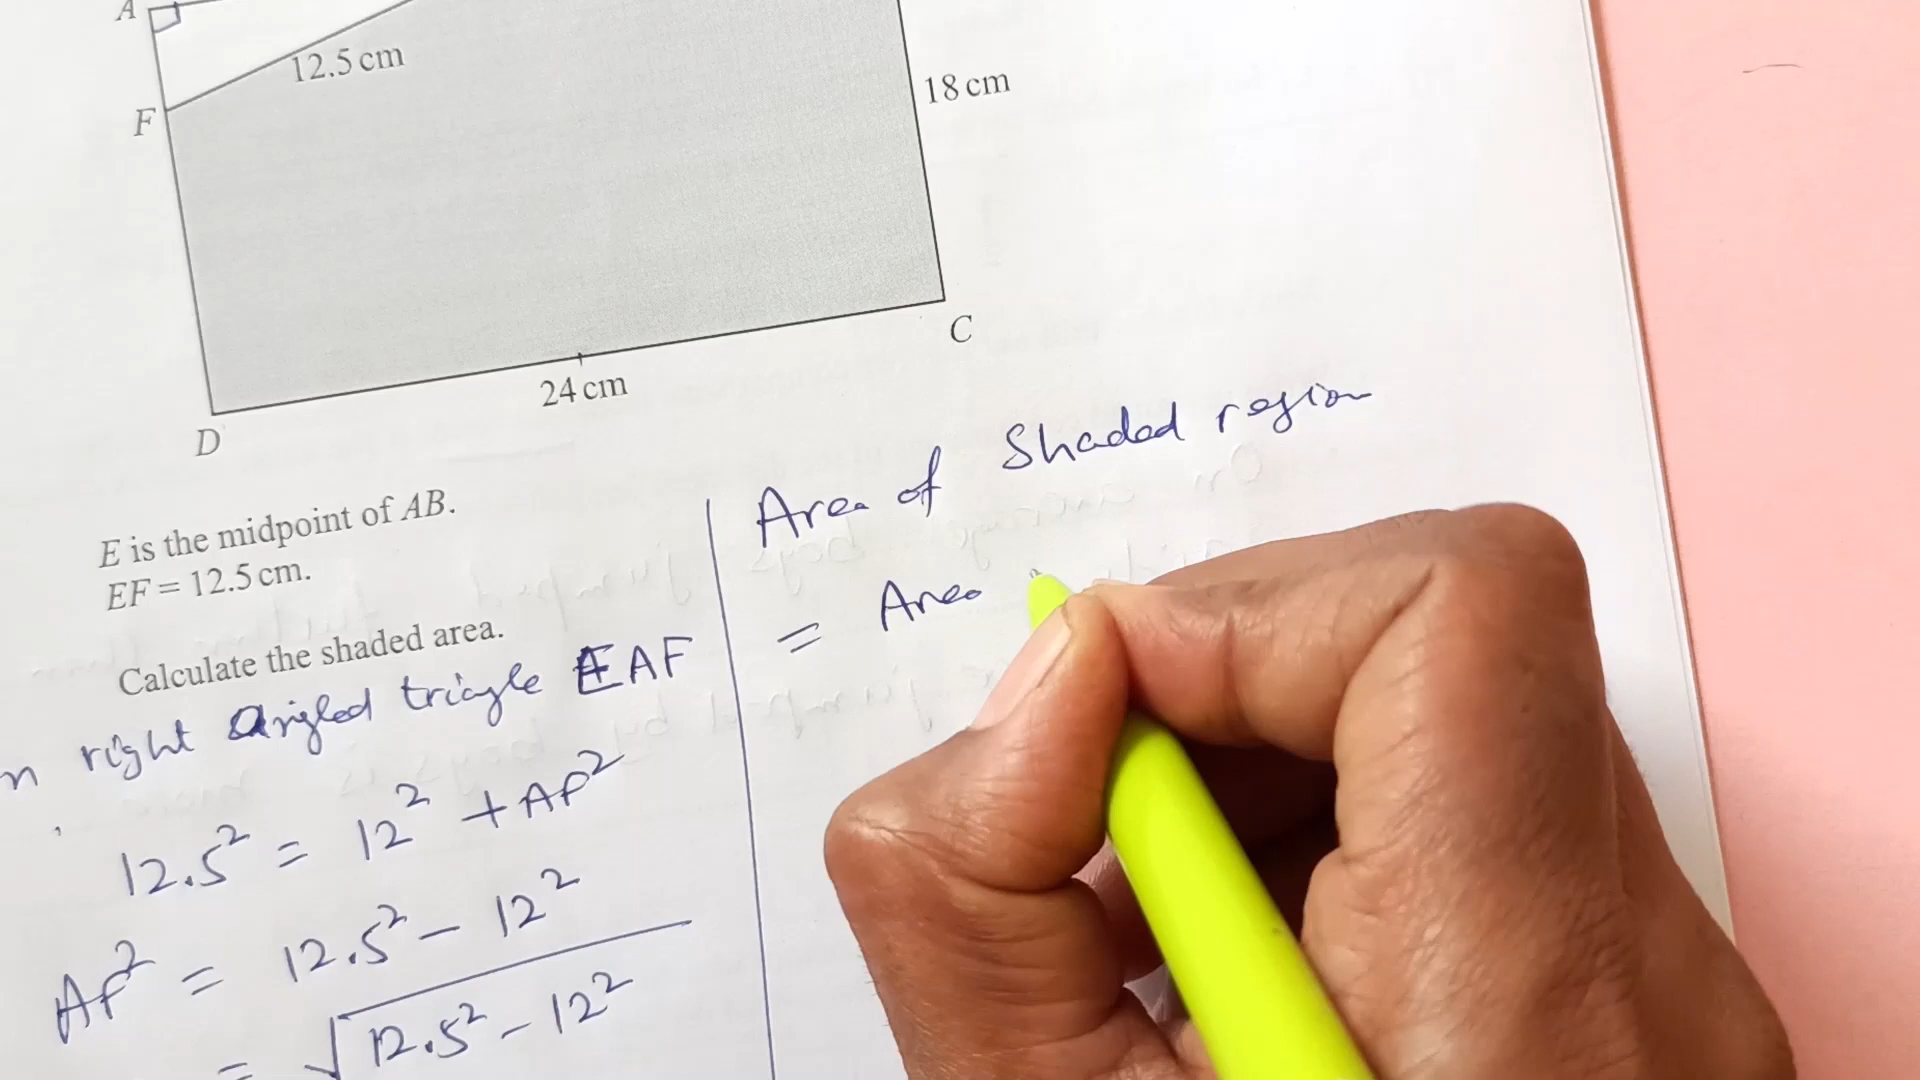 A
12.5 cm
F
18 cm
C
24 cm
D
E is the midpoint of AB.
EF = 12.5 cm.
Calculate the shaded area.
n right angled triagle EAF
12.5² = 12² + AF²
AF² = 12.5² - 12²
= √12.5² - 12²
Area of Shaded region
= Area